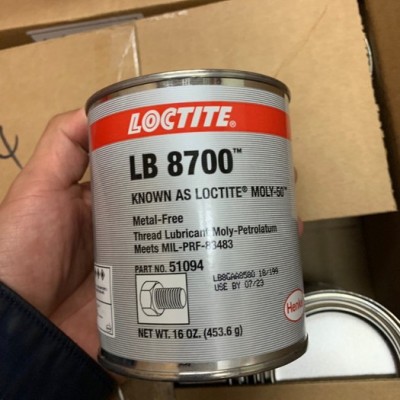 LOCTITE®
LB 8700™
KNOWN AS LOCTITE® MOLY-50™
Metal-Free
Thread Lubricant Moly-Petrolatum
Meets MIL-PRF-83483
PART NO. 51094
USE BY 07/23
Henkel
NET WT. 16 OZ. (453.6 g)